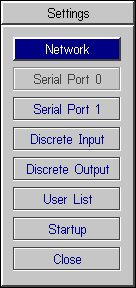 Settings
Network
Serial Port 0
Serial Port 1
Discrete Input
Discrete Output
User List
Startup
Close